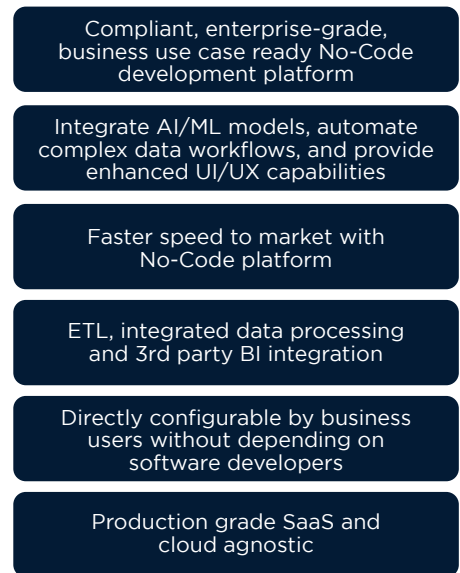 Compliant, enterprise-grade,
business use case ready No-Code
development platform
Integrate AI/ML models, automate
complex data workflows, and provide
enhanced UI/UX capabilities
Faster speed to market with
No-Code platform
ETL, integrated data processing
and 3rd party BI integration
Directly configurable by business
users without depending on
software developers
Production grade SaaS and
cloud agnostic